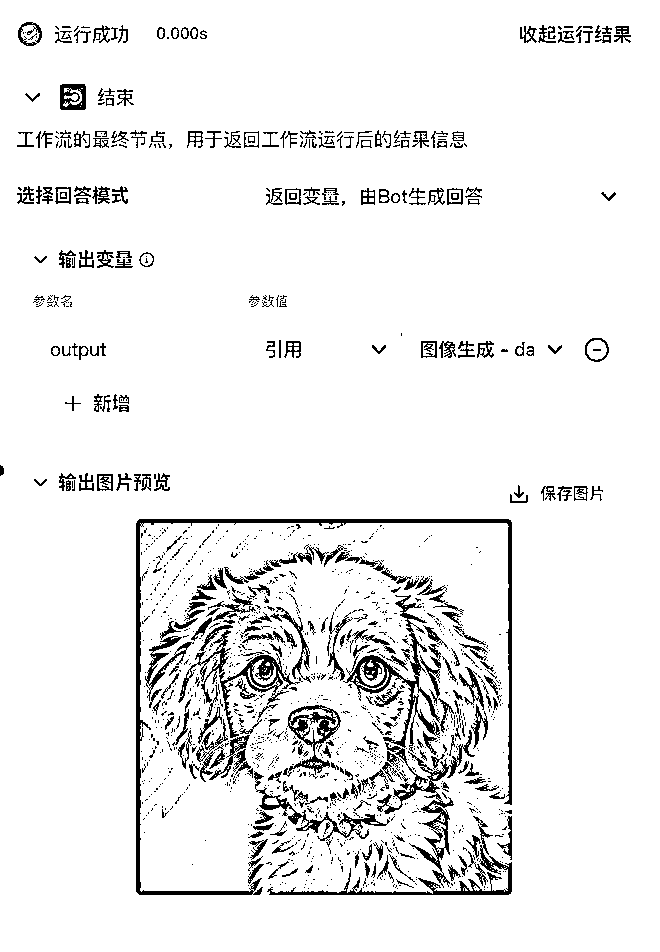 运行成功 0.000s 收起运行结果
结束
工作流的最终节点，用于返回工作流运行后的结果信息
选择回答模式 返回变量，由Bot生成回答
输出变量
参数名 参数值
output 引用 图像生成 - da
新增
输出图片预览
保存图片